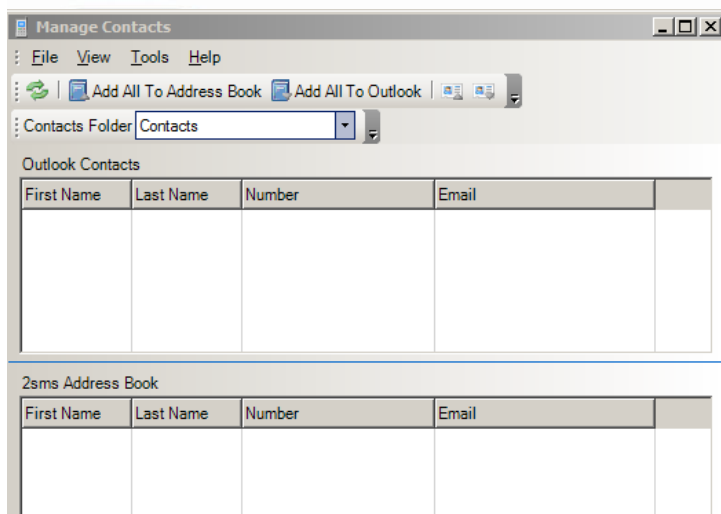 Manage Contacts
File View Tools Help
Add All To Address Book Add All To Outlook
Contacts Folder Contacts
Outlook Contacts
First Name Last Name Number Email
2sms Address Book
First Name Last Name Number Email